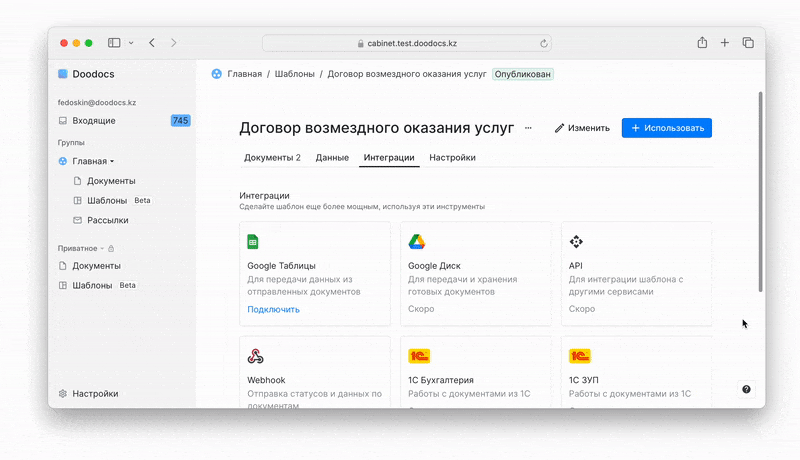 cabinet.test.doodocs.kz
Doodocs
Главная / Шаблоны / Договор возмездного оказания услуг Опубликован
fedoskin@doodocs.kz
Входящие 745
Группы
Главная
Документы
Шаблоны Beta
Рассылки
Приватное
Документы
Шаблоны Beta
Настройки
Договор возмездного оказания услуг ··· Изменить + Использовать
Документы 2 Данные Интеграции Настройки
Интеграции
Сделайте шаблон еще более мощным, используя эти инструменты
Google Таблицы
Для передачи данных из
отправленных документов
Подключить
Google Диск
Для передачи и хранения
готовых документов
Скоро
API
Для интеграции шаблона с
другими сервисами
Скоро
Webhook
Отправка статусов и данных по
документам
1С
1С Бухгалтерия
Работы с документами из 1С
1С
1С ЗУП
Работы с документами из 1С
?